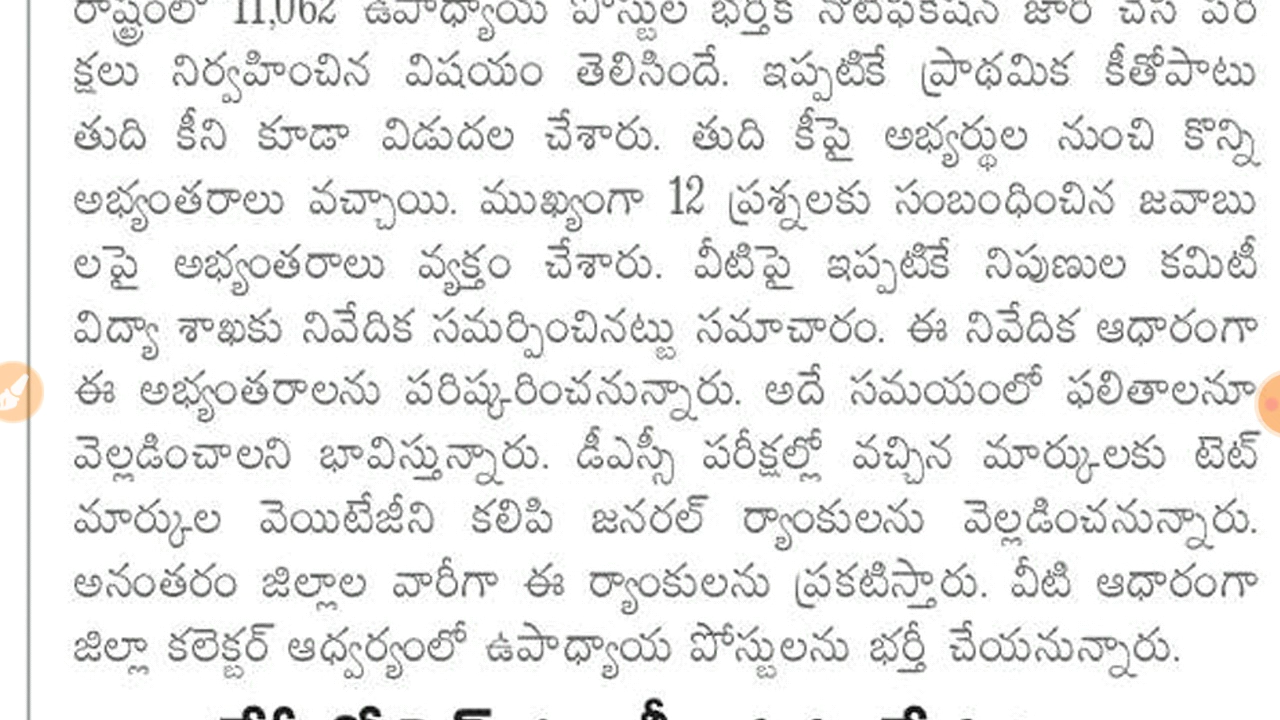 రాష్ట్రంలో 11,062 ఉపాధ్యాయ పోస్టుల భర్తీకి నోటిఫికేషన్ జారీ చేసి పరీ
క్షలు నిర్వహించిన విషయం తెలిసిందే. ఇప్పటికే ప్రాథమిక కీతోపాటు
తుది కీని కూడా విడుదల చేశారు. తుది కీపై అభ్యర్థుల నుంచి కొన్ని
అభ్యంతరాలు వచ్చాయి. ముఖ్యంగా 12 ప్రశ్నలకు సంబంధించిన జవాబు
లపై అభ్యంతరాలు వ్యక్తం చేశారు. వీటిపై ఇప్పటికే నిపుణుల కమిటీ
విద్యా శాఖకు నివేదిక సమర్పించినట్టు సమాచారం. ఈ నివేదిక ఆధారంగా
ఈ అభ్యంతరాలను పరిష్కరించనున్నారు. అదే సమయంలో ఫలితాలనూ
వెల్లడించాలని భావిస్తున్నారు. డీఎస్సీ పరీక్షల్లో వచ్చిన మార్కులకు టెట్
మార్కుల వెయిటేజీని కలిపి జనరల్ ర్యాంకులను వెల్లడించనున్నారు.
అనంతరం జిల్లాల వారీగా ఈ ర్యాంకులను ప్రకటిస్తారు. వీటి ఆధారంగా
జిల్లా కలెక్టర్ ఆధ్వర్యంలో ఉపాధ్యాయ పోస్టులను భర్తీ చేయనున్నారు.